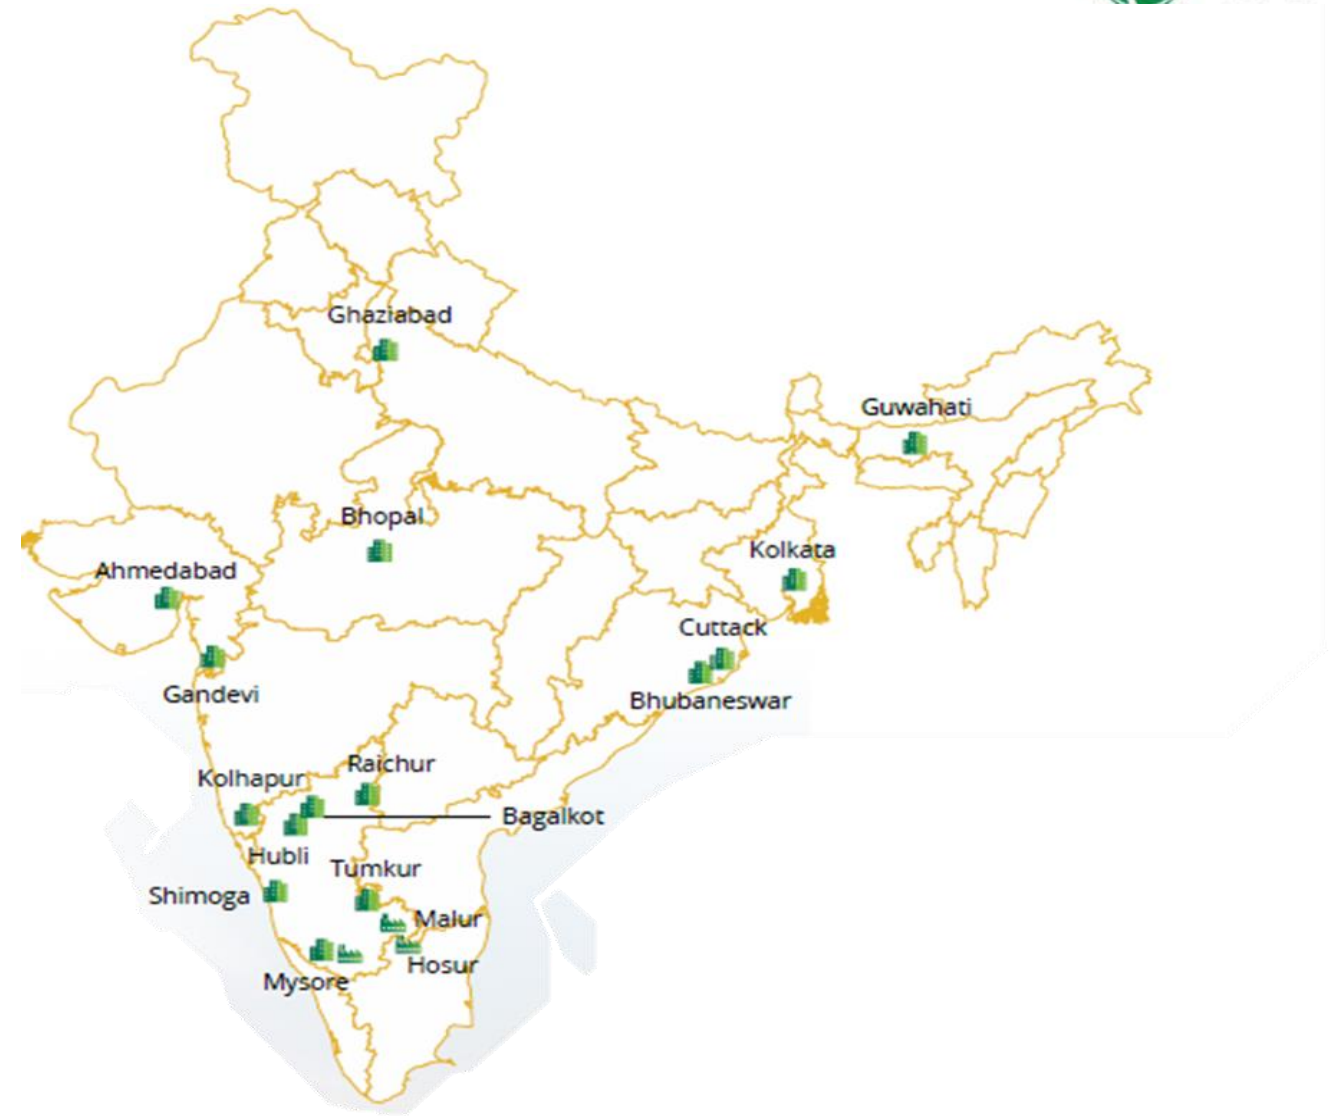 Ghaziabad
Guwahati
Bhopal
Kolkata
Ahmedabad
Cuttack
Gandevi
Bhubaneswar
Raichur
Kolhapur
Bagalkot
Hubli
Tumkur
Shimoga
Malur
Hosur
Mysore